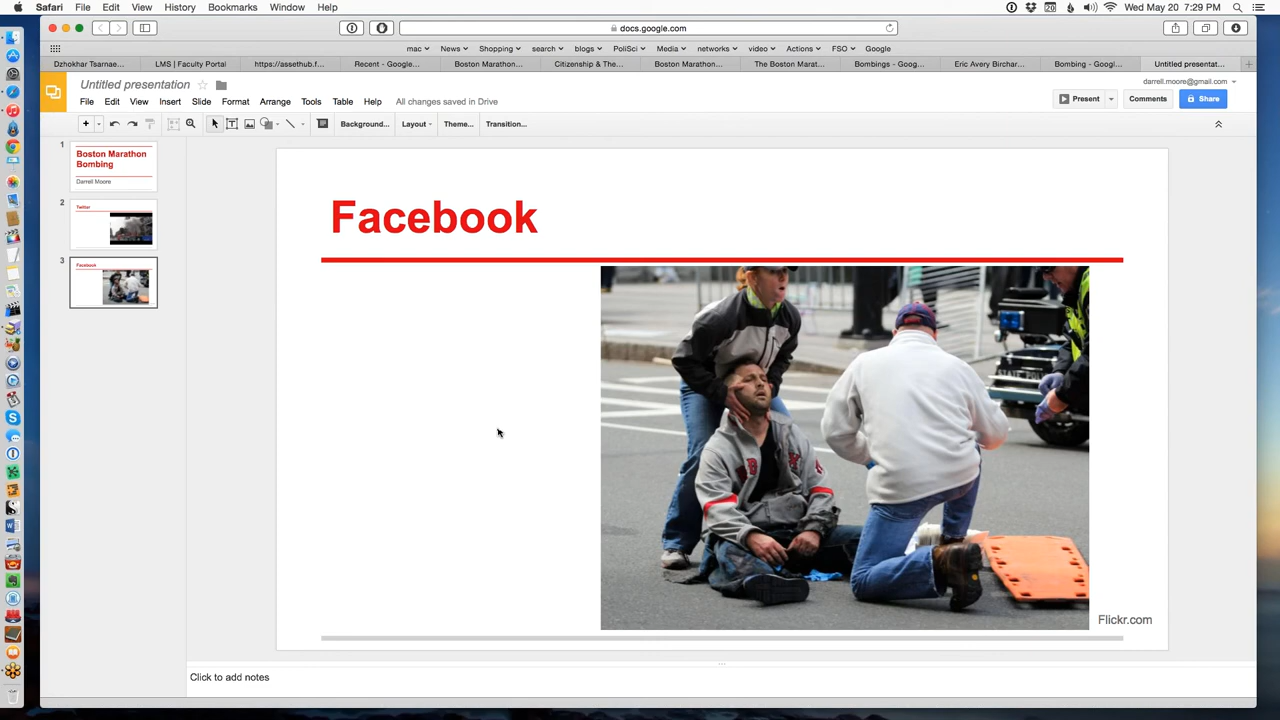 Safari File Edit View History Bookmarks Window Help Wed May 20 7:29 PM
docs.google.com
mac News Shopping search blogs PoliSci Media networks video Actions FSO Google
Dzhokhar Tsarnae... LMS | Faculty Portal https://assethub.f... Recent - Google... Boston Marathon... Citizenship & The... Boston Marathon... The Boston Marat... Bombings - Goog... Eric Avery Birchar... Bombing - Googl... Untitled presentat...
Untitled presentation
darrell.moore@gmail.com
File Edit View Insert Slide Format Arrange Tools Table Help All changes saved in Drive
Present Comments Share
Background... Layout Theme... Transition...
1
Boston Marathon
Bombing
Darrell Moore
2
Twitter
3
Facebook
Facebook
Flickr.com
Click to add notes